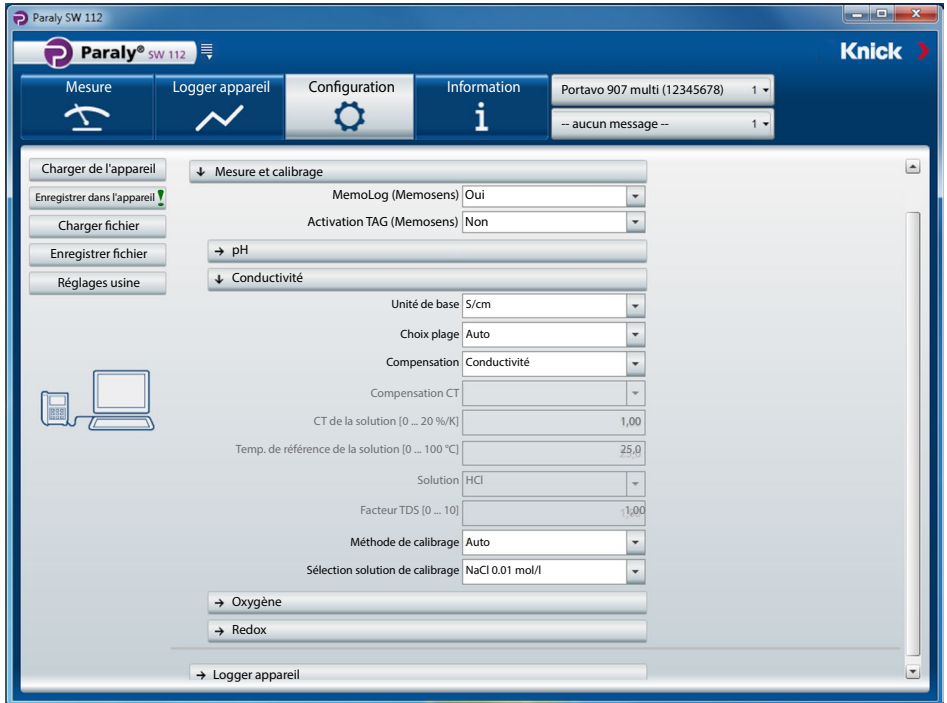 Paraly SW 112
Paraly® SW 112
Knick
Mesure
Logger appareil
Configuration
Information
Portavo 907 multi (12345678) 1
-- aucun message -- 1
Charger de l'appareil
Enregistrer dans l'appareil !
Charger fichier
Enregistrer fichier
Réglages usine
Mesure et calibrage
MemoLog (Memosens) Oui
Activation TAG (Memosens) Non
pH
Conductivité
Unité de base S/cm
Choix plage Auto
Compensation Conductivité
Compensation CT
CT de la solution [0 ... 20 %/K] 1,00
Temp. de référence de la solution [0 ... 100 °C] 25,0
Solution HCl
Facteur TDS [0 ... 10] 1,00
Méthode de calibrage Auto
Sélection solution de calibrage NaCl 0.01 mol/l
Oxygène
Redox
Logger appareil